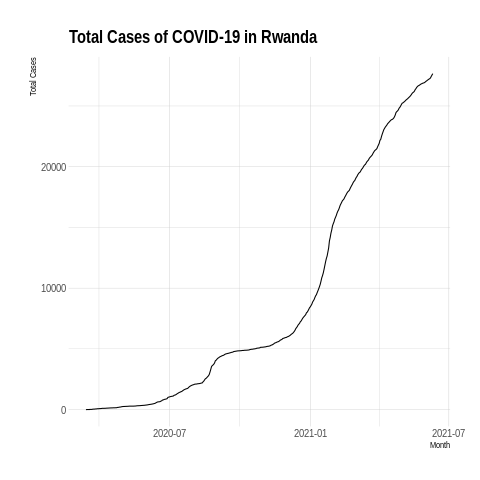 Total Cases of COVID-19 in Rwanda
Total Cases
20000
10000
0
2020-07
2021-01
2021-07
Month